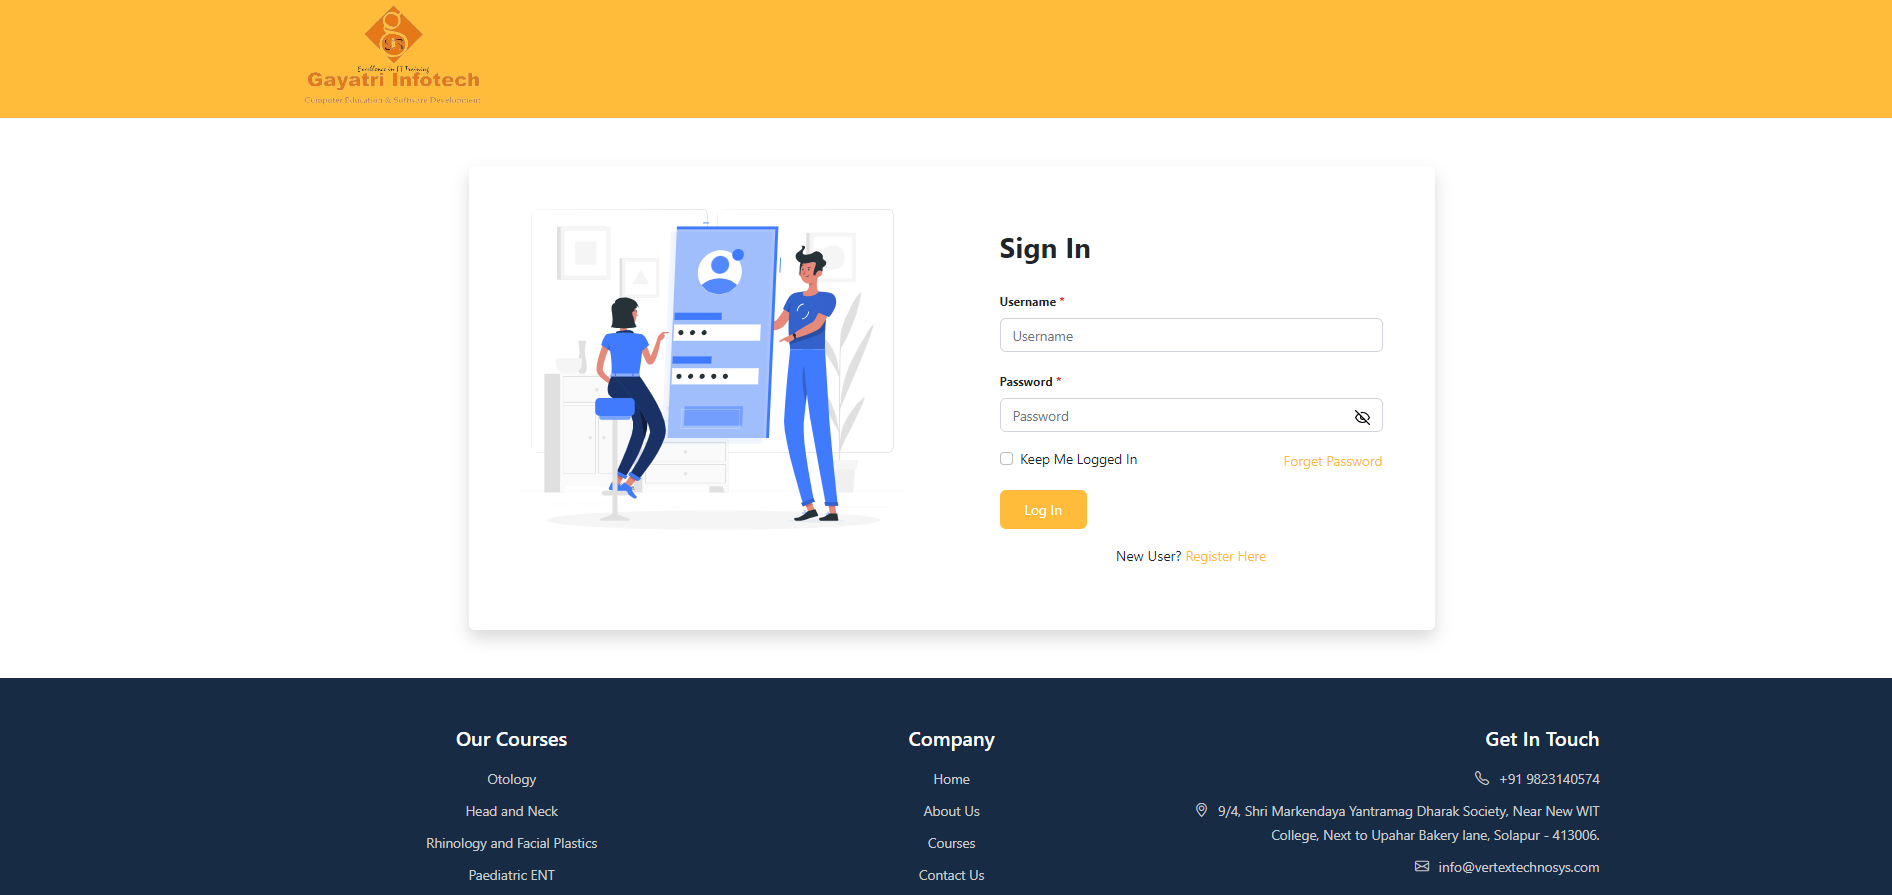 Excellence in IT Training
Gayatri Infotech
Computer Education & Software Development
Sign In
Username *
Username
Password *
Password
Keep Me Logged In
Forget Password
Log In
New User? Register Here
Our Courses
Otology
Head and Neck
Rhinology and Facial Plastics
Paediatric ENT
Company
Home
About Us
Courses
Contact Us
Get In Touch
+91 9823140574
9/4, Shri Markendaya Yantramag Dharak Society, Near New WIT
College, Next to Upahar Bakery lane, Solapur - 413006.
info@vertextechnosys.com